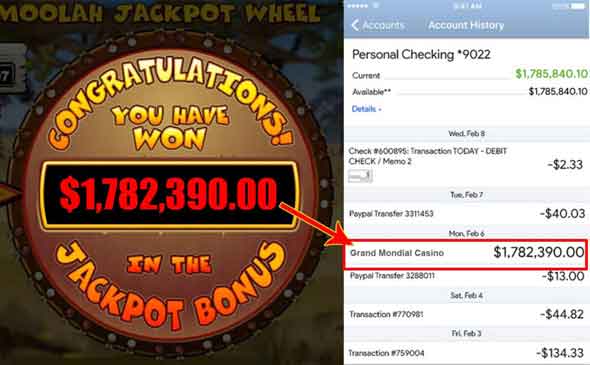 MOOLAH JACKPOT WHEEL
CONGRATULATIONS!
YOU HAVE
WON
$1,782,390.00
IN THE
JACKPOT BONUS
9:41 AM
Accounts
Account History
Personal Checking *9022
Current $1,785,840.10
Available** $1,785,840.10
Details
Wed, Feb 8
Check #600895: Transaction TODAY - DEBIT
CHECK / Memo 2
-$2.33
Tue, Feb 7
Paypal Transfer 3311453 -$40.03
Mon, Feb 6
Grand Mondial Casino $1,782,390.00
Paypal Transfer 3288011 -$13.00
Sat, Feb 4
Transaction #770981 -$44.82
Fri, Feb 3
Transaction #759004 -$134.33